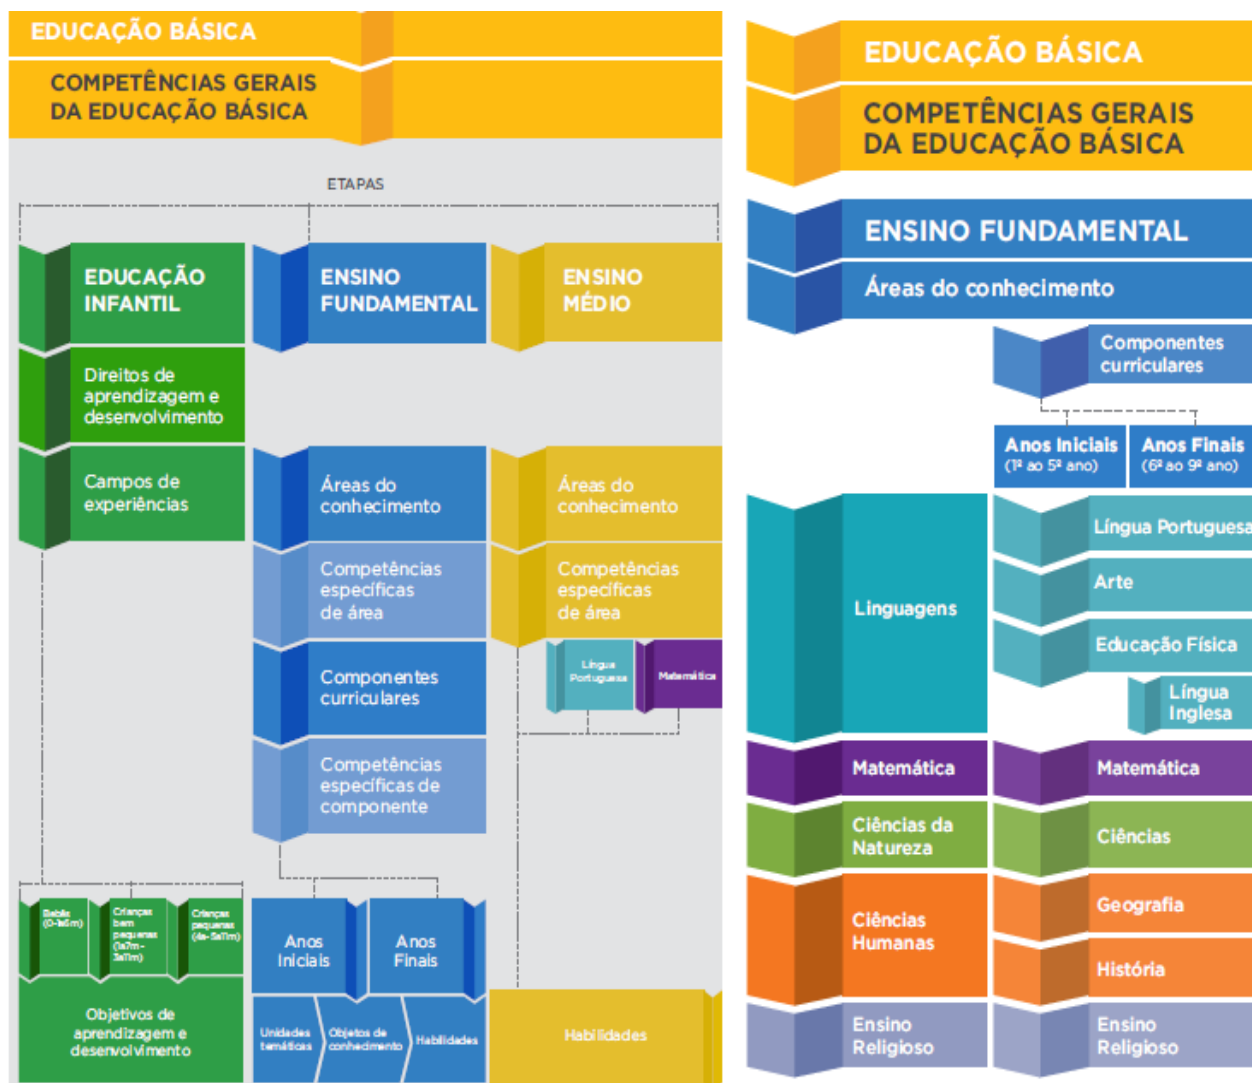 EDUCAÇÃO BÁSICA
COMPETÊNCIAS GERAIS
DA EDUCAÇÃO BÁSICA
ETAPAS
EDUCAÇÃO
INFANTIL
Direitos de
aprendizagem e
desenvolvimento
Campos de
experiências
Bebês
(0-1a6m)
Crianças
bem
pequenas
(1a7m-
3a11m)
Crianças
pequenas
(4a-5a11m)
Objetivos de
aprendizagem e
desenvolvimento
ENSINO
FUNDAMENTAL
Áreas do
conhecimento
Competências
específicas
de área
Componentes
curriculares
Competências
específicas de
componente
Anos
Iniciais
Anos
Finais
Unidades
temáticas
Objetos de
conhecimento
Habilidades
ENSINO
MÉDIO
Áreas do
conhecimento
Competências
específicas
de área
Língua
Portuguesa
Matemática
Habilidades
EDUCAÇÃO BÁSICA
COMPETÊNCIAS GERAIS
DA EDUCAÇÃO BÁSICA
ENSINO FUNDAMENTAL
Áreas do conhecimento
Componentes
curriculares
Anos Iniciais
(1º ao 5º ano)
Anos Finais
(6º ao 9º ano)
Linguagens
Língua Portuguesa
Arte
Educação Física
Língua
Inglesa
Matemática
Matemática
Ciências da
Natureza
Ciências
Ciências
Humanas
Geografia
História
Ensino
Religioso
Ensino
Religioso